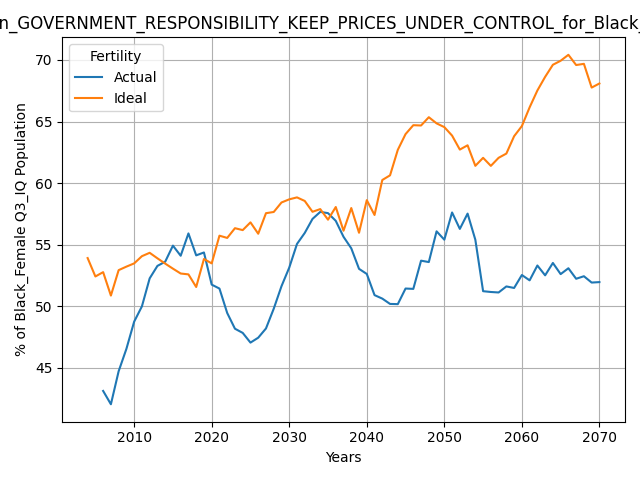 n_GOVERNMENT_RESPONSIBILITY_KEEP_PRICES_UNDER_CONTROL_for_Black_
Fertility
Actual
Ideal
% of Black_Female Q3_IQ Population
70
65
60
55
50
45
2010
2020
2030
2040
2050
2060
2070
Years